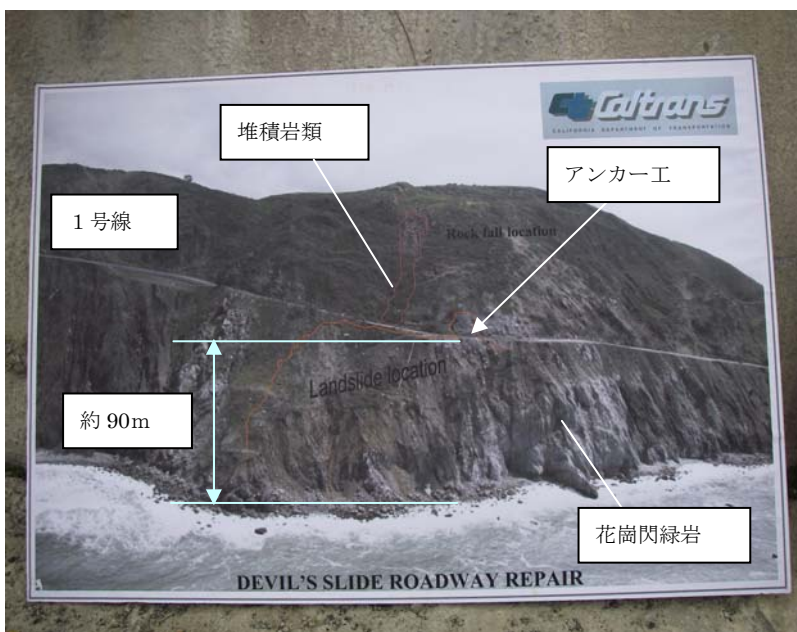 Caltrans
CALIFORNIA DEPARTMENT OF TRANSPORTATION
堆積岩類
アンカー工
1号線
Rock fall location
Landslide location
約90m
花崗閃緑岩
DEVIL'S SLIDE ROADWAY REPAIR